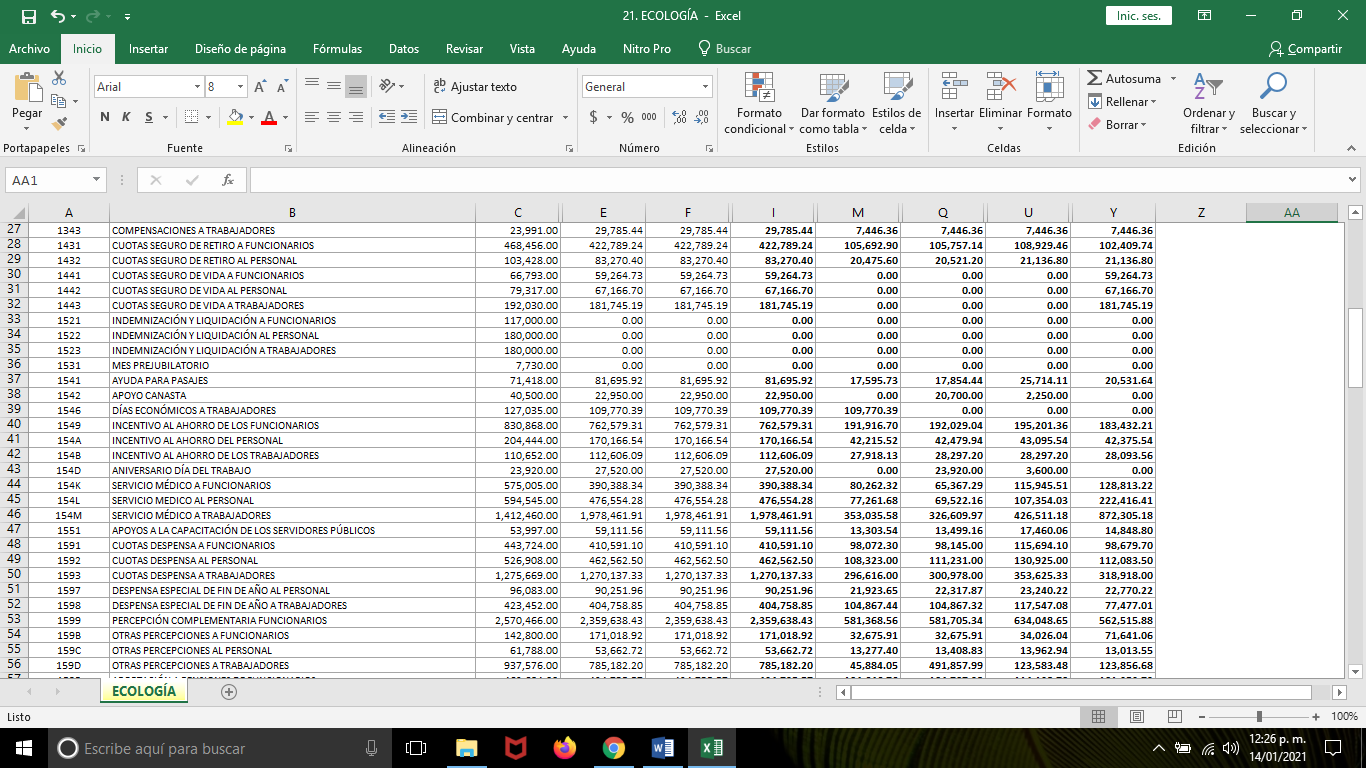 21. ECOLOGÍA - Excel
Inic. ses.
Archivo Inicio Insertar Diseño de página Fórmulas Datos Revisar Vista Ayuda Nitro Pro Buscar Compartir
Pegar
Arial 8 A A
N K S
ab Ajustar texto
Combinar y centrar
General
$ % 000
Formato condicional
Dar formato como tabla
Estilos de celda
Insertar Eliminar Formato
Autosuma
Rellenar
Borrar
Ordenar y filtrar
Buscar y seleccionar
Portapapeles Fuente Alineación Número Estilos Celdas Edición
AA1 fx
A B C E F I M Q U Y Z AA
27 1343 COMPENSACIONES A TRABAJADORES 23,991.00 29,785.44 29,785.44 29,785.44 7,446.36 7,446.36 7,446.36 7,446.36
28 1431 CUOTAS SEGURO DE RETIRO A FUNCIONARIOS 468,456.00 422,789.24 422,789.24 422,789.24 105,692.90 105,757.14 108,929.46 102,409.74
29 1432 CUOTAS SEGURO DE RETIRO AL PERSONAL 103,428.00 83,270.40 83,270.40 83,270.40 20,475.60 20,521.20 21,136.80 21,136.80
30 1441 CUOTAS SEGURO DE VIDA A FUNCIONARIOS 66,793.00 59,264.73 59,264.73 59,264.73 0.00 0.00 0.00 59,264.73
31 1442 CUOTAS SEGURO DE VIDA AL PERSONAL 79,317.00 67,166.70 67,166.70 67,166.70 0.00 0.00 0.00 67,166.70
32 1443 CUOTAS SEGURO DE VIDA A TRABAJADORES 192,030.00 181,745.19 181,745.19 181,745.19 0.00 0.00 0.00 181,745.19
33 1521 INDEMNIZACIÓN Y LIQUIDACIÓN A FUNCIONARIOS 117,000.00 0.00 0.00 0.00 0.00 0.00 0.00 0.00
34 1522 INDEMNIZACIÓN Y LIQUIDACIÓN AL PERSONAL 180,000.00 0.00 0.00 0.00 0.00 0.00 0.00 0.00
35 1523 INDEMNIZACIÓN Y LIQUIDACIÓN A TRABAJADORES 180,000.00 0.00 0.00 0.00 0.00 0.00 0.00 0.00
36 1531 MES PREJUBILATORIO 7,730.00 0.00 0.00 0.00 0.00 0.00 0.00 0.00
37 1541 AYUDA PARA PASAJES 71,418.00 81,695.92 81,695.92 81,695.92 17,595.73 17,854.44 25,714.11 20,531.64
38 1542 APOYO CANASTA 40,500.00 22,950.00 22,950.00 22,950.00 0.00 20,700.00 2,250.00 0.00
39 1546 DÍAS ECONÓMICOS A TRABAJADORES 127,035.00 109,770.39 109,770.39 109,770.39 109,770.39 0.00 0.00 0.00
40 1549 INCENTIVO AL AHORRO DE LOS FUNCIONARIOS 830,868.00 762,579.31 762,579.31 762,579.31 191,916.70 192,029.04 195,201.36 183,432.21
41 154A INCENTIVO AL AHORRO DEL PERSONAL 204,444.00 170,166.54 170,166.54 170,166.54 42,215.52 42,479.94 43,095.54 42,375.54
42 154B INCENTIVO AL AHORRO DE LOS TRABAJADORES 110,652.00 112,606.09 112,606.09 112,606.09 27,918.13 28,297.20 28,297.20 28,093.56
43 154D ANIVERSARIO DÍA DEL TRABAJO 23,920.00 27,520.00 27,520.00 27,520.00 0.00 23,920.00 3,600.00 0.00
44 154K SERVICIO MÉDICO A FUNCIONARIOS 575,005.00 390,388.34 390,388.34 390,388.34 80,262.32 65,367.29 115,945.51 128,813.22
45 154L SERVICIO MEDICO AL PERSONAL 594,545.00 476,554.28 476,554.28 476,554.28 77,261.68 69,522.16 107,354.03 222,416.41
46 154M SERVICIO MÉDICO A TRABAJADORES 1,412,460.00 1,978,461.91 1,978,461.91 1,978,461.91 353,035.58 326,609.97 426,511.18 872,305.18
47 1551 APOYOS A LA CAPACITACIÓN DE LOS SERVIDORES PÚBLICOS 53,997.00 59,111.56 59,111.56 59,111.56 13,303.54 13,499.16 17,460.06 14,848.80
48 1591 CUOTAS DESPENSA A FUNCIONARIOS 443,724.00 410,591.10 410,591.10 410,591.10 98,072.30 98,145.00 115,694.10 98,679.70
49 1592 CUOTAS DESPENSA AL PERSONAL 526,908.00 462,562.50 462,562.50 462,562.50 108,323.00 111,231.00 130,925.00 112,083.50
50 1593 CUOTAS DESPENSA A TRABAJADORES 1,275,669.00 1,270,137.33 1,270,137.33 1,270,137.33 296,616.00 300,978.00 353,625.33 318,918.00
51 1597 DESPENSA ESPECIAL DE FIN DE AÑO AL PERSONAL 96,083.00 90,251.96 90,251.96 90,251.96 21,923.65 22,317.87 23,240.22 22,770.22
52 1598 DESPENSA ESPECIAL DE FIN DE AÑO A TRABAJADORES 423,452.00 404,758.85 404,758.85 404,758.85 104,867.44 104,867.32 117,547.08 77,477.01
53 1599 PERCEPCIÓN COMPLEMENTARIA FUNCIONARIOS 2,570,466.00 2,359,638.43 2,359,638.43 2,359,638.43 581,368.56 581,705.34 634,048.65 562,515.88
54 159B OTRAS PERCEPCIONES A FUNCIONARIOS 142,800.00 171,018.92 171,018.92 171,018.92 32,675.91 32,675.91 34,026.04 71,641.06
55 159C OTRAS PERCEPCIONES AL PERSONAL 61,788.00 53,662.72 53,662.72 53,662.72 13,277.40 13,408.83 13,962.94 13,013.55
56 159D OTRAS PERCEPCIONES A TRABAJADORES 937,576.00 785,182.20 785,182.20 785,182.20 45,884.05 491,857.99 123,583.48 123,856.68
ECOLOGÍA
Listo 100%
Escribe aquí para buscar
12:26 p. m.
14/01/2021